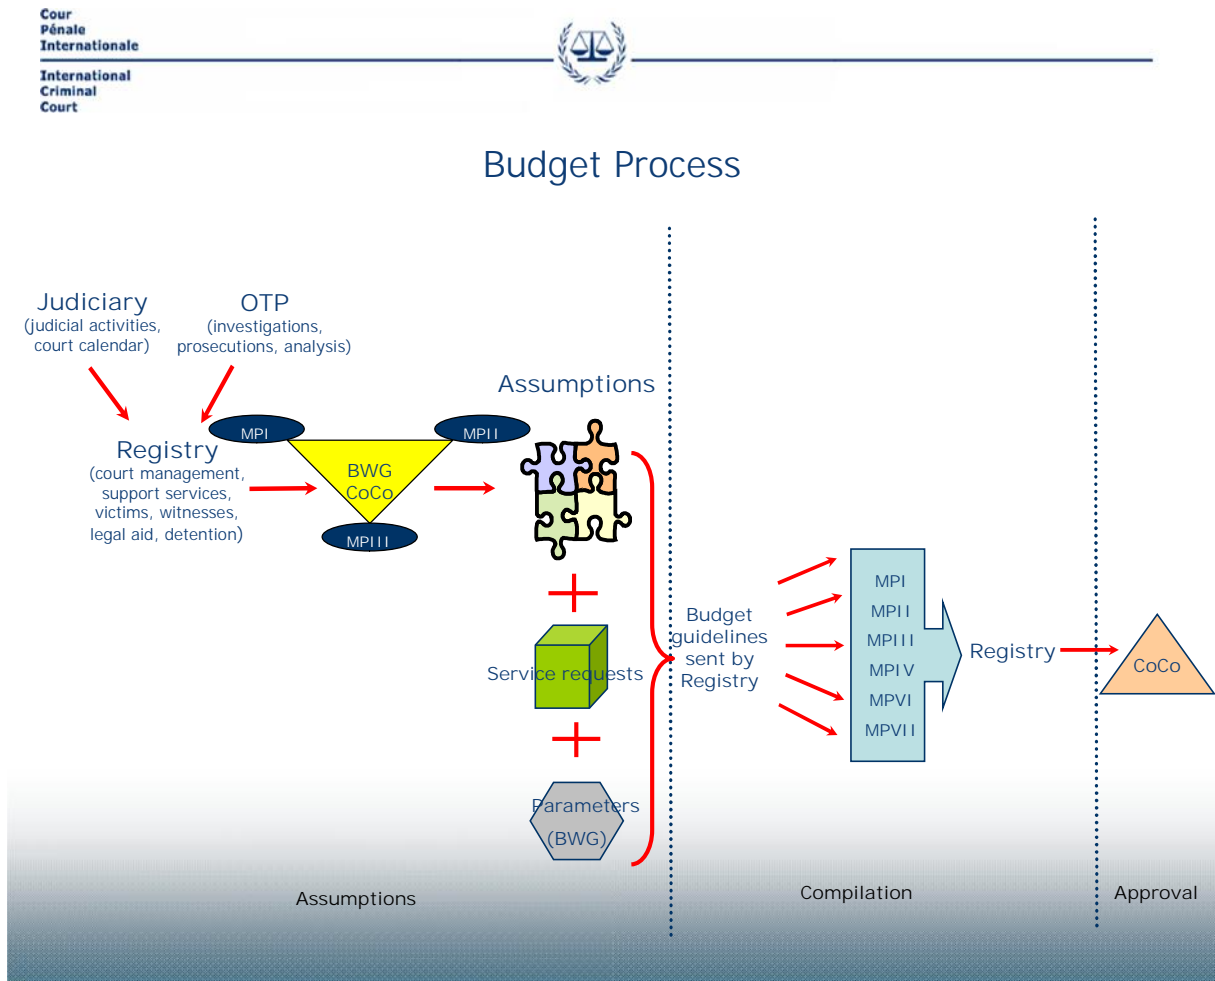 Cour
Pénale
Internationale
International
Criminal
Court
Budget Process
Judiciary
(judicial activities,
court calendar)
OTP
(investigations,
prosecutions, analysis)
Registry
(court management,
support services,
victims, witnesses,
legal aid, detention)
MPI
MPII
BWG
CoCo
MPIII
Assumptions
Service requests
Parameters
(BWG)
Budget
guidelines
sent by
Registry
MPI
MPII
MPIII
MPIV
MPVI
MPVII
Registry
CoCo
Assumptions
Compilation
Approval